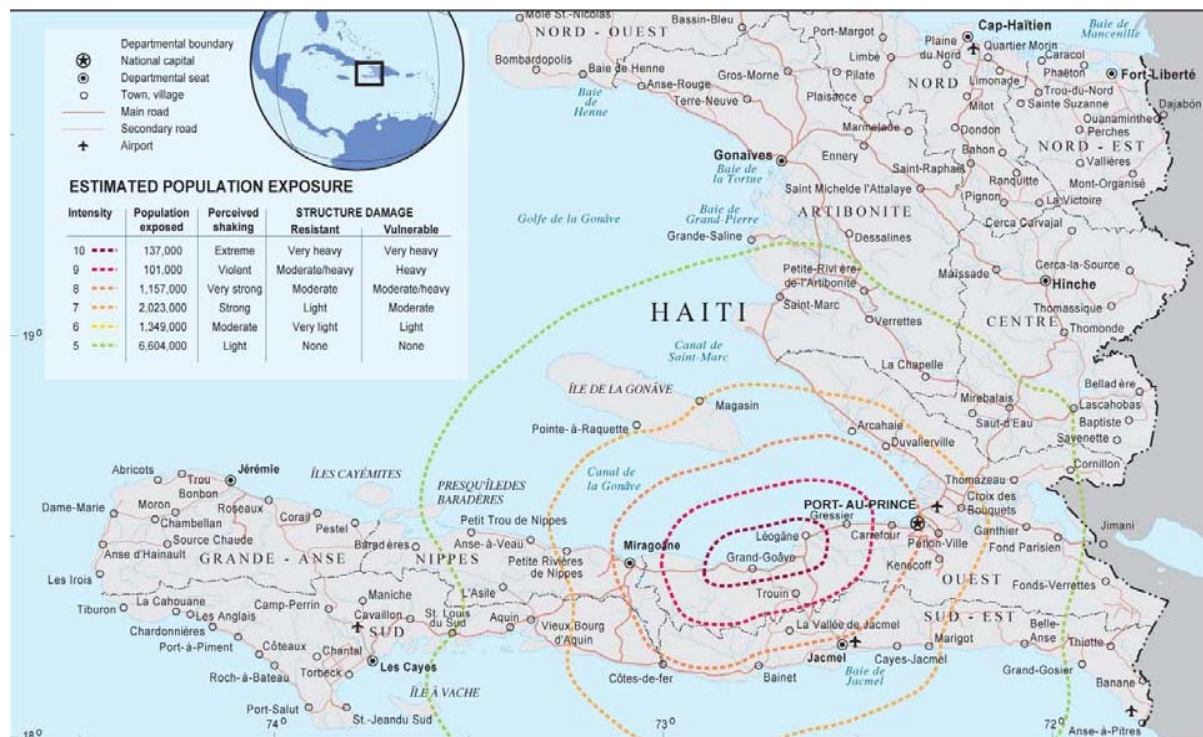 Departmental boundary
National capital
Departmental seat
Town, village
Main road
Secondary road
Airport
ESTIMATED POPULATION EXPOSURE
Intensity Population exposed Perceived shaking STRUCTURE DAMAGE Resistant Vulnerable
10 137,000 Extreme Very heavy Very heavy
9 101,000 Violent Moderate/heavy Heavy
8 1,157,000 Very strong Moderate Moderate/heavy
7 2,023,000 Strong Light Moderate
6 1,349,000 Moderate Very light Light
5 6,604,000 Light None None
Môle St.-Nicolas
NORD - OUEST
Bassin-Bleu
Bombardopolis
Baie de Henne
Anse-Rouge
Baie
de
Henne
Gros-Morne
Terre-Neuve
Port-Margot
Limbé
Pilate
Plaisance
Plaine
du Nord
Cap-Haïtien
Quartier Morin
Baie de
Mancenille
Caracol
Phaëton
Fort-Liberté
Limonade
Trou-du-Nord
Sainte Suzanne
NORD
Milot
Ouanaminthe
Dajabón
Perches
NORD - EST
Vallières
Mont-Organisé
Marmelade
Dondon
Bahon
Ennery
Saint-Raphaël
Ranquitte
Gonaïves
Baie de
la Tortue
Saint Michelde l'Attalaye
Pignon
La Victoire
Cerca Carvajal
Golfe de la Gonâve
Baie de
Grand-Pierre
ARTIBONITE
Grande-Saline
Dessalines
Petite-Rivière-
de-l'Artibonite
Maïssade
Cerca-la-Source
Hinche
Thomassique
CENTRE
Thomonde
Saint-Marc
Verrettes
19°
HAITI
Canal de
Saint-Marc
La Chapelle
Bellad ère
Mirebalais
Lascahobas
Saut-d'Eau
Baptiste
Savenette
ÎLE DE LA GONÂVE
Magasin
Pointe-à-Raquette
Arcahaie
Duvalierville
Cornillon
Thomazeau
Canal de
la Gonâve
Croix des
Bouquets
Abricots
Trou
Bonbon
Jérémie
ÎLES CAYÉMITES
PRESQU'ÎLEDES
BARADÈRES
Dame-Marie
Moron
Roseaux
Chambellan
Corail
Pestel
Source Chaude
Anse d'Hainault
GRANDE - ANSE
Barad ères
NIPPES
Petit Trou de Nippes
Anse-à-Veau
Petite Rivières
de Nippes
Miragoâne
PORT-AU-PRINCE
Gressier
Léogâne
Carrefour
Grand-Goâve
Pétion-Ville
Kenscoff
Ganthier
Fond Parisien
Jimani
OUEST
Fonds-Verrettes
Les Irois
Tiburon
La Cahouane
Les Anglais
Chardonnières
Port-à-Piment
Côteaux
Roch-à-Bateau
Port-Salut
Camp-Perrin
Maniche
Cavaillon
SUD
Chantal
Torbeck
Les Cayes
St. Louis
du Sud
L'Asile
Aquin
Vieux Bourg
d'Aquin
ÎLE À VACHE
St.-Jeandu Sud
Trouin
La Vallée de Jacmel
Jacmel
Côtes-de-fer
Bainet
Baie de
Jacmel
Cayes-Jacmel
Marigot
SUD - EST
Belle-
Anse
Thiotte
Grand-Gosier
Banane
Anse-à-Pitres
18°
74°
73°
72°